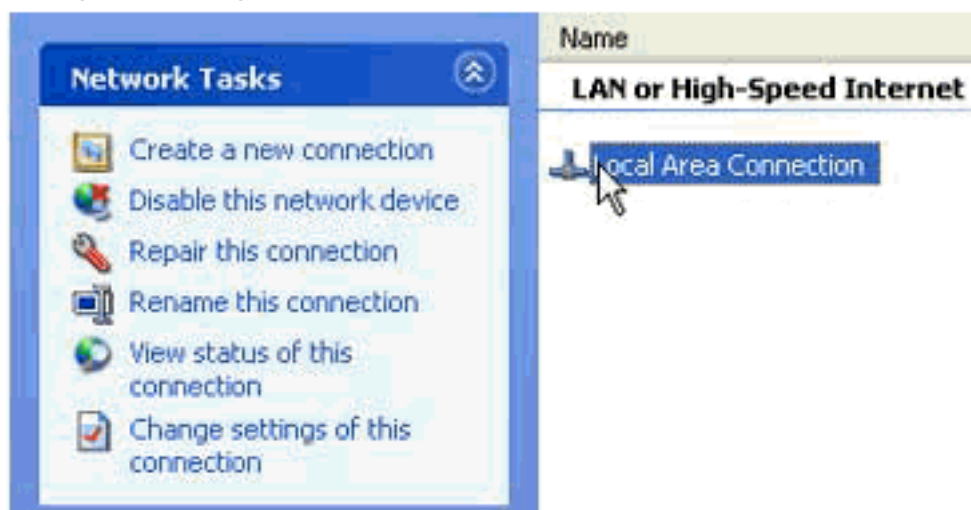 Network Tasks
Create a new connection
Disable this network device
Repair this connection
Rename this connection
View status of this
connection
Change settings of this
connection
Name
LAN or High-Speed Internet
Local Area Connection